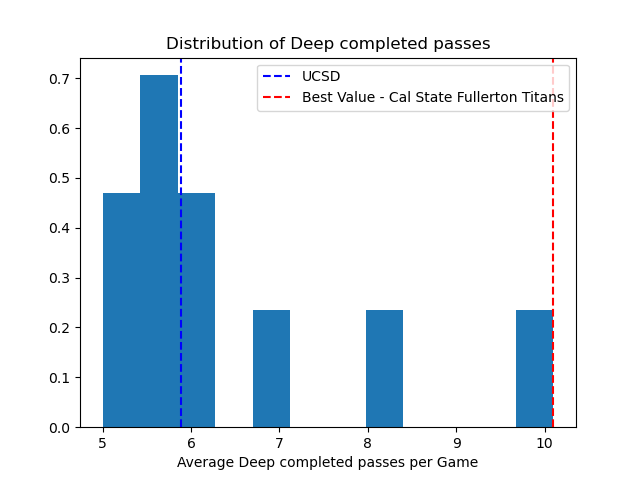 Distribution of Deep completed passes
UCSD
Best Value - Cal State Fullerton Titans
0.7
0.6
0.5
0.4
0.3
0.2
0.1
0.0
5 6 7 8 9 10
Average Deep completed passes per Game